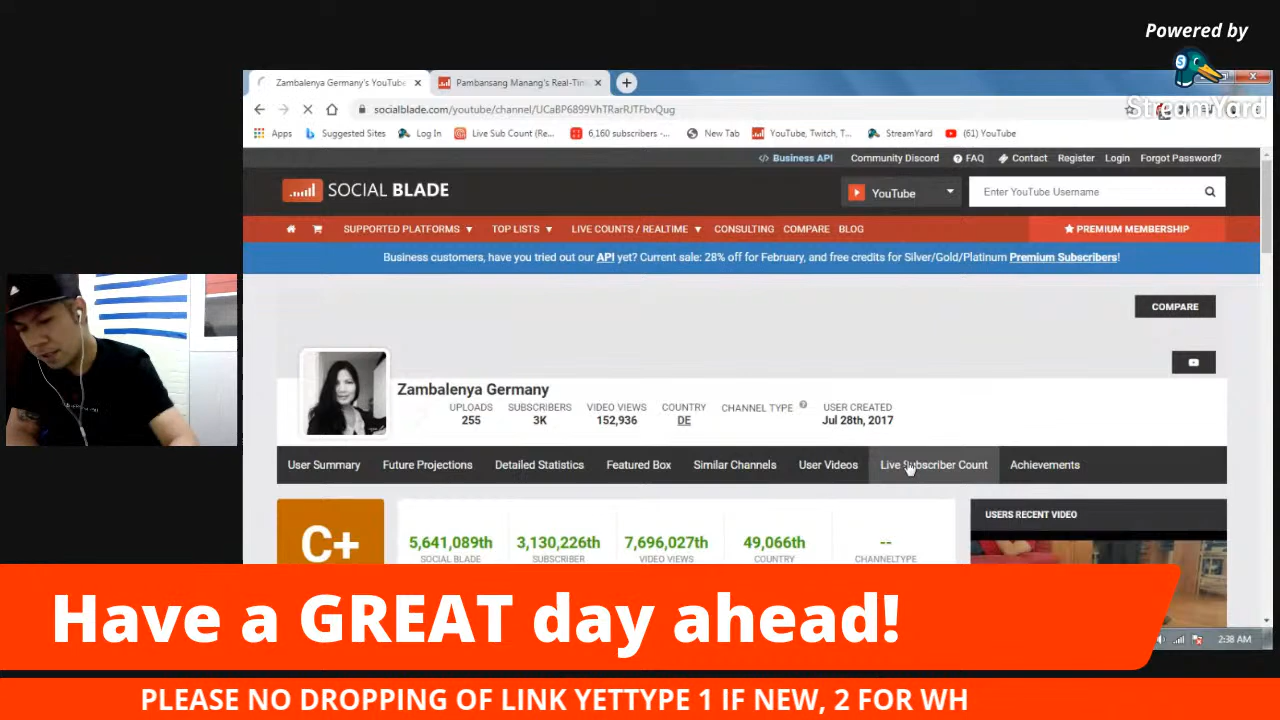 Powered by
StreamYard
Zambalenya Germany's YouTube
Pambansang Manang's Real-Tim
socialblade.com/youtube/channel/UCaBP6899VhTRarRJTFbvQug
Apps
Suggested Sites
Log In
Live Sub Count (Re...
6,160 subscribers -...
New Tab
YouTube, Twitch, T...
StreamYard
(61) YouTube
</> Business API
Community Discord
FAQ
Contact
Register
Login
Forgot Password?
SOCIAL BLADE
YouTube
Enter YouTube Username
SUPPORTED PLATFORMS
TOP LISTS
LIVE COUNTS / REALTIME
CONSULTING
COMPARE
BLOG
PREMIUM MEMBERSHIP
Business customers, have you tried out our API yet? Current sale: 28% off for February, and free credits for Silver/Gold/Platinum Premium Subscribers!
COMPARE
Zambalenya Germany
UPLOADS
255
SUBSCRIBERS
3K
VIDEO VIEWS
152,936
COUNTRY
DE
CHANNEL TYPE
USER CREATED
Jul 28th, 2017
User Summary
Future Projections
Detailed Statistics
Featured Box
Similar Channels
User Videos
Live Subscriber Count
Achievements
C+
5,641,089th
SOCIAL BLADE
3,130,226th
SUBSCRIBER
7,696,027th
VIDEO VIEWS
49,066th
COUNTRY
--
CHANNELTYPE
USERS RECENT VIDEO
Have a GREAT day ahead!
2:38 AM
PLEASE NO DROPPING OF LINK YETTYPE 1 IF NEW, 2 FOR WH